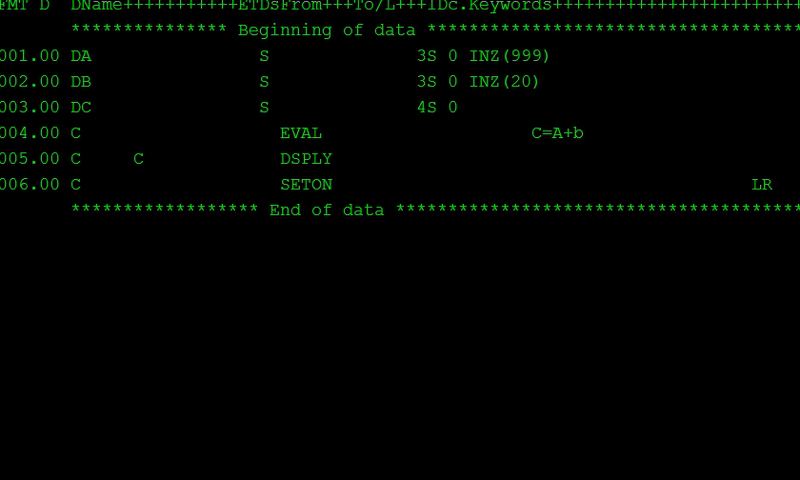 FMT D  DName+++++++++++ETDsFrom+++To/L+++IDc.Keywords++++++++++++++++++++++++
*************** Beginning of data ************************************
001.00 DA                S              3S 0 INZ(999)
002.00 DB                S              3S 0 INZ(20)
003.00 DC                S              4S 0
004.00 C                   EVAL                    C=A+b
005.00 C     C             DSPLY
006.00 C                   SETON                                        LR
****************** End of data ***************************************